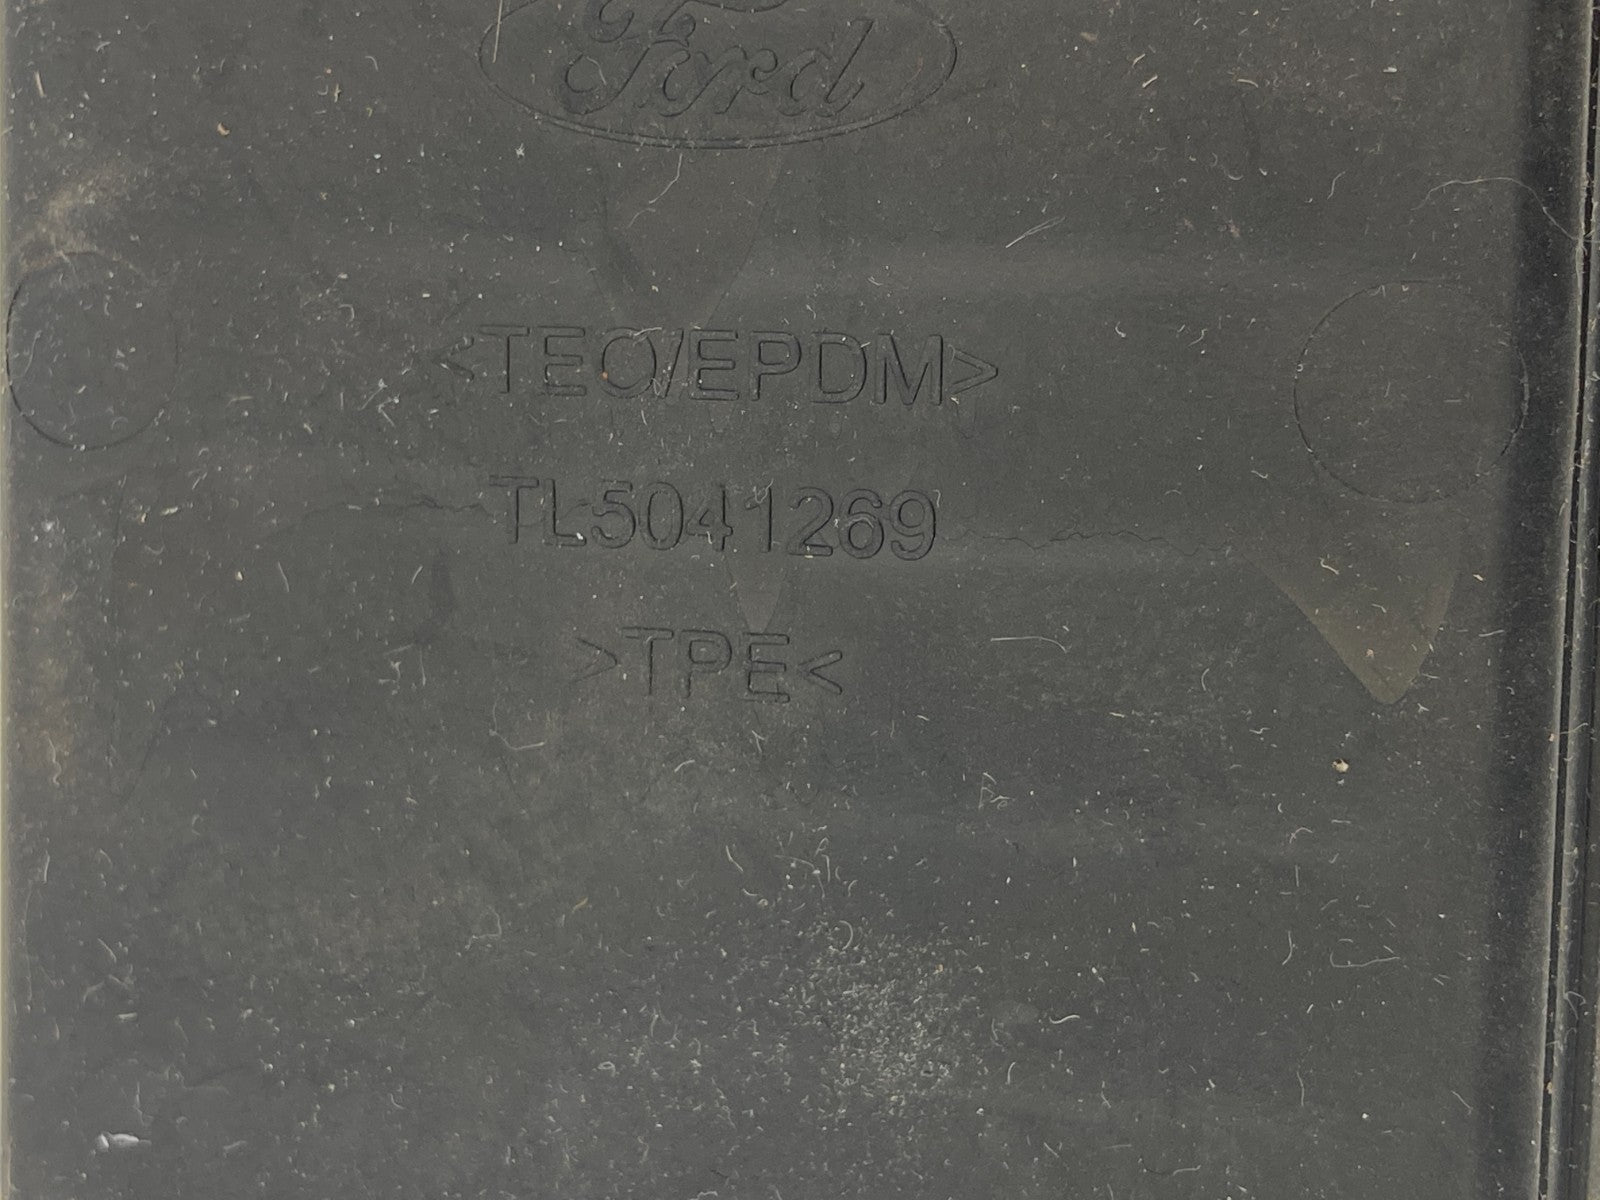 Ford
<TEO/EPDM>
TL5041269
>TPE<